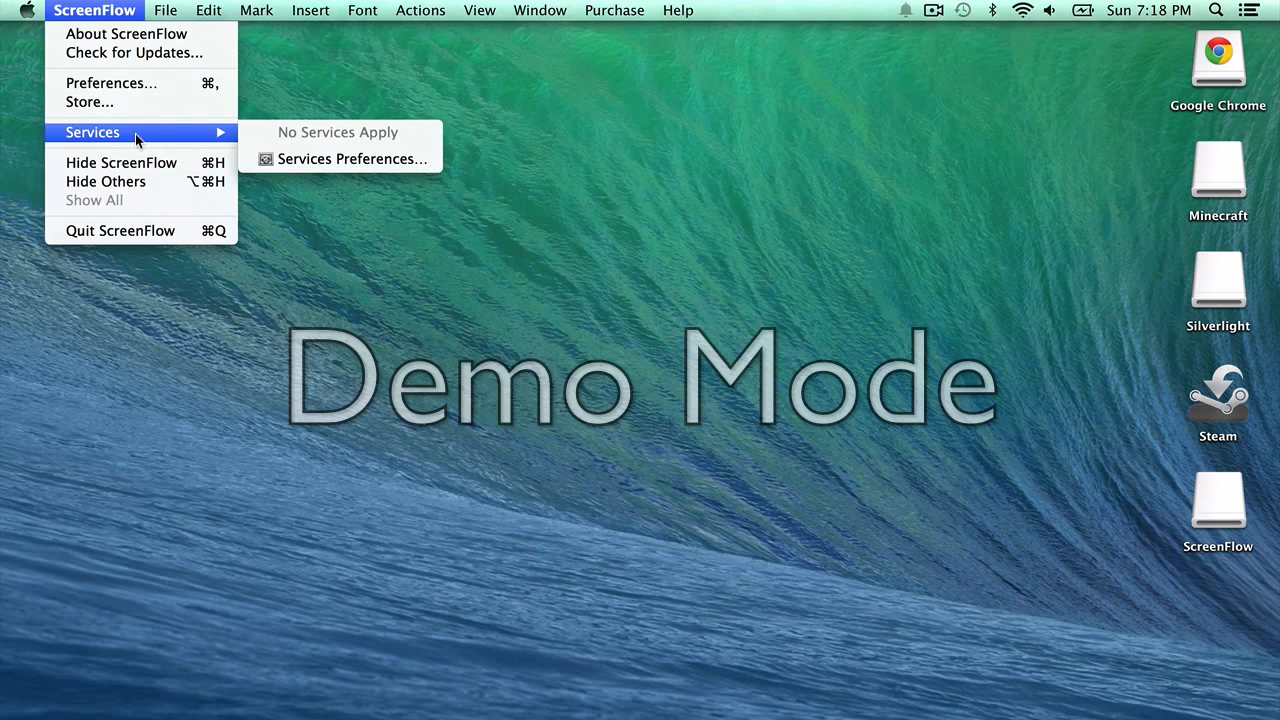 ScreenFlow File Edit Mark Insert Font Actions View Window Purchase Help Sun 7:18 PM
About ScreenFlow
Check for Updates...
Preferences... ⌘,
Store...
Services ▶
No Services Apply
Services Preferences...
Hide ScreenFlow ⌘H
Hide Others ⌥⌘H
Show All
Quit ScreenFlow ⌘Q
Google Chrome
Minecraft
Silverlight
Steam
ScreenFlow
Demo Mode